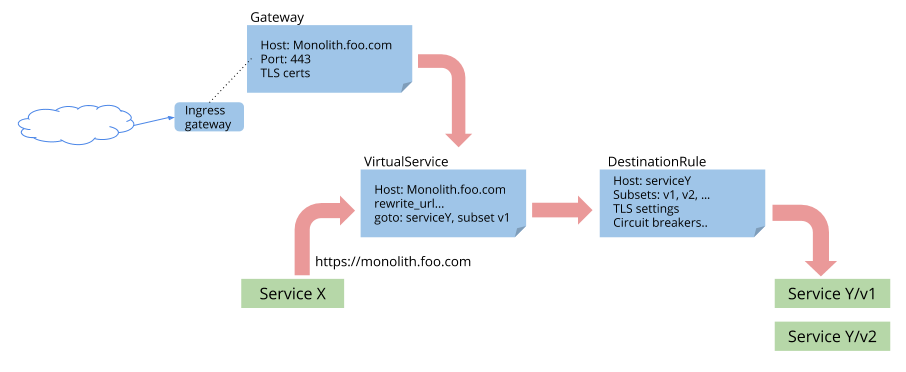 Gateway
Host: Monolith.foo.com
Port: 443
TLS certs
Ingress
gateway
VirtualService
Host: Monolith.foo.com
rewrite_url...
goto: serviceY, subset v1
DestinationRule
Host: serviceY
Subsets: v1, v2, ...
TLS settings
Circuit breakers..
https://monolith.foo.com
Service X
Service Y/v1
Service Y/v2